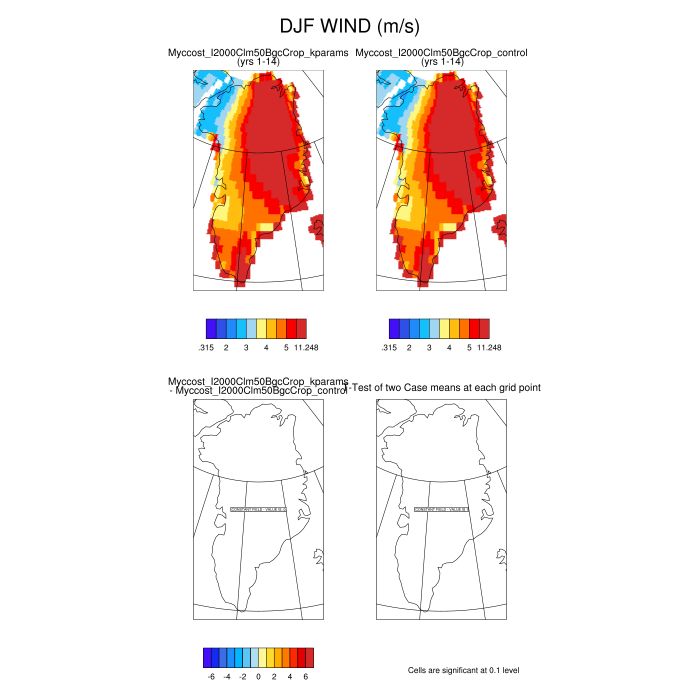 DJF WIND (m/s)
Myccost_I2000Clm50BgcCrop_kparams
(yrs 1-14)
Myccost_I2000Clm50BgcCrop_control
(yrs 1-14)
.315 2 3 4 5 11.248
.315 2 3 4 5 11.248
Myccost_I2000Clm50BgcCrop_kparams
- Myccost_I2000Clm50BgcCrop_control
-Test of two Case means at each grid point
CONSTANT FIELD - VALUE IS 0
CONSTANT FIELD - VALUE IS
-6 -4 -2 0 2 4 6
Cells are significant at 0.1 level